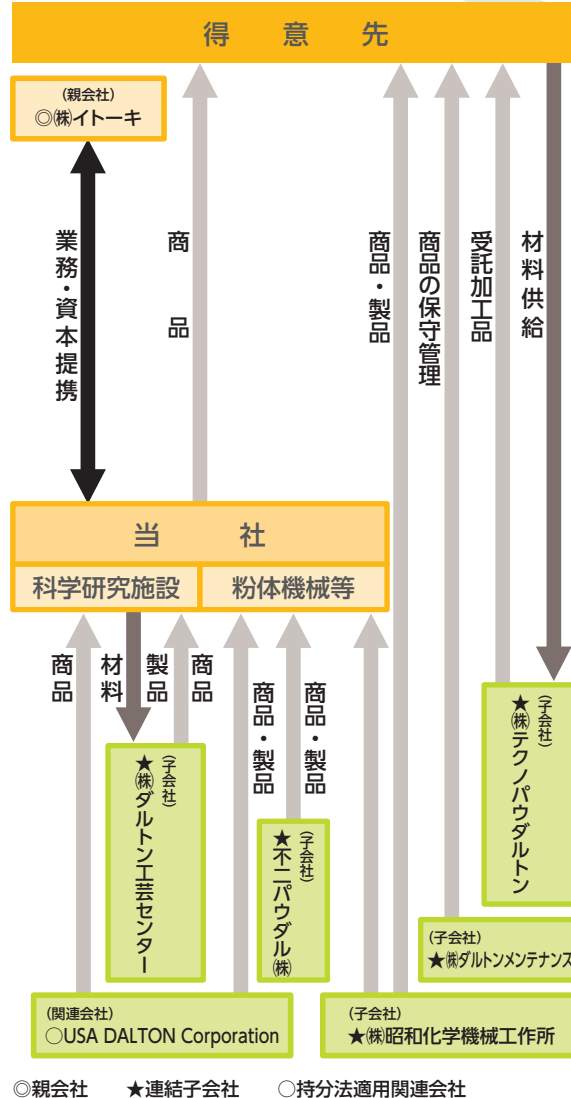 得意先
(親会社)
◎㈱イトーキ
業務・資本提携
商品
商品・製品
商品の保守管理
受託加工品
材料供給
当社
科学研究施設
粉体機械等
商品
材料
製品
商品
商品・製品
商品・製品
(子会社)
★㈱ダルトン工芸センター
(子会社)
★不二パウダル㈱
(子会社)
★㈱テクノパウダルトン
(子会社)
★㈱ダルトンメンテナンス
(関連会社)
○USA DALTON Corporation
(子会社)
★㈱昭和化学機械工作所
◎親会社 ★連結子会社 ○持分法適用関連会社